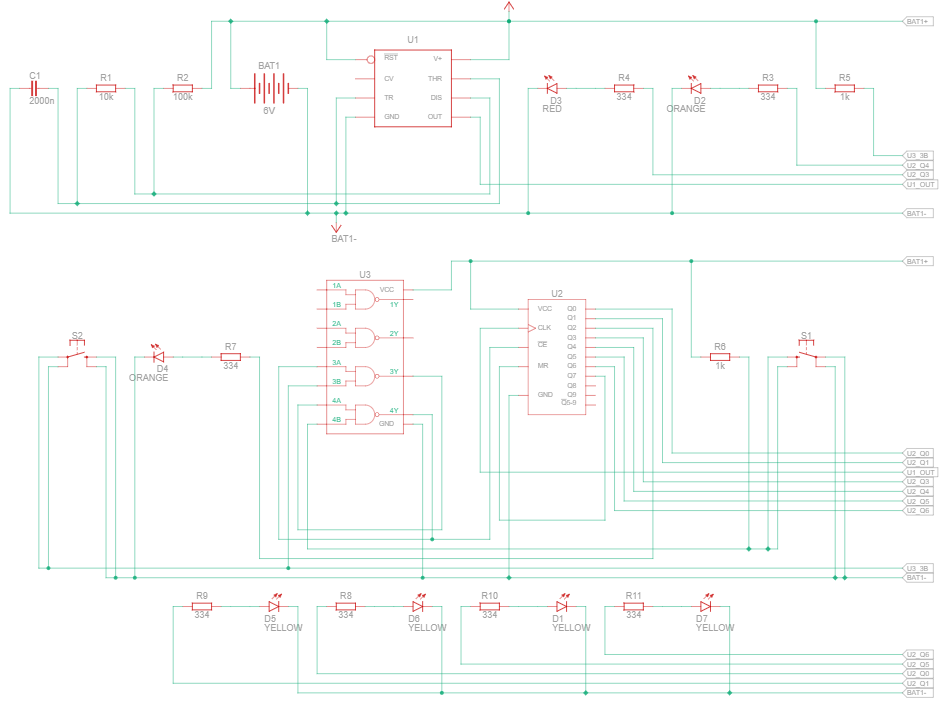 BAT1+
U1
C1
2000n
R1
10k
R2
100k
BAT1
6V
RST
V+
CV
THR
TR
DIS
GND
OUT
D3
RED
R4
334
D2
ORANGE
R3
334
R5
1k
U3_3B
U2_Q4
U2_Q3
U1_OUT
BAT1-
BAT1-
BAT1+
U3
1A
VCC
1B
1Y
2A
2Y
2B
3A
3Y
3B
4A
4Y
4B
GND
U2
VCC
Q0
Q1
CLK
Q2
Q3
CE
Q4
Q5
MR
Q6
Q7
Q8
GND
Q9
Q5-9
S2
D4
ORANGE
R7
334
R6
1k
S1
U2_Q0
U2_Q1
U1_OUT
U2_Q3
U2_Q4
U2_Q5
U2_Q6
U3_3B
BAT1-
R9
334
D5
YELLOW
R8
334
D6
YELLOW
R10
334
D1
YELLOW
R11
334
D7
YELLOW
U2_Q6
U2_Q5
U2_Q0
U2_Q1
BAT1-